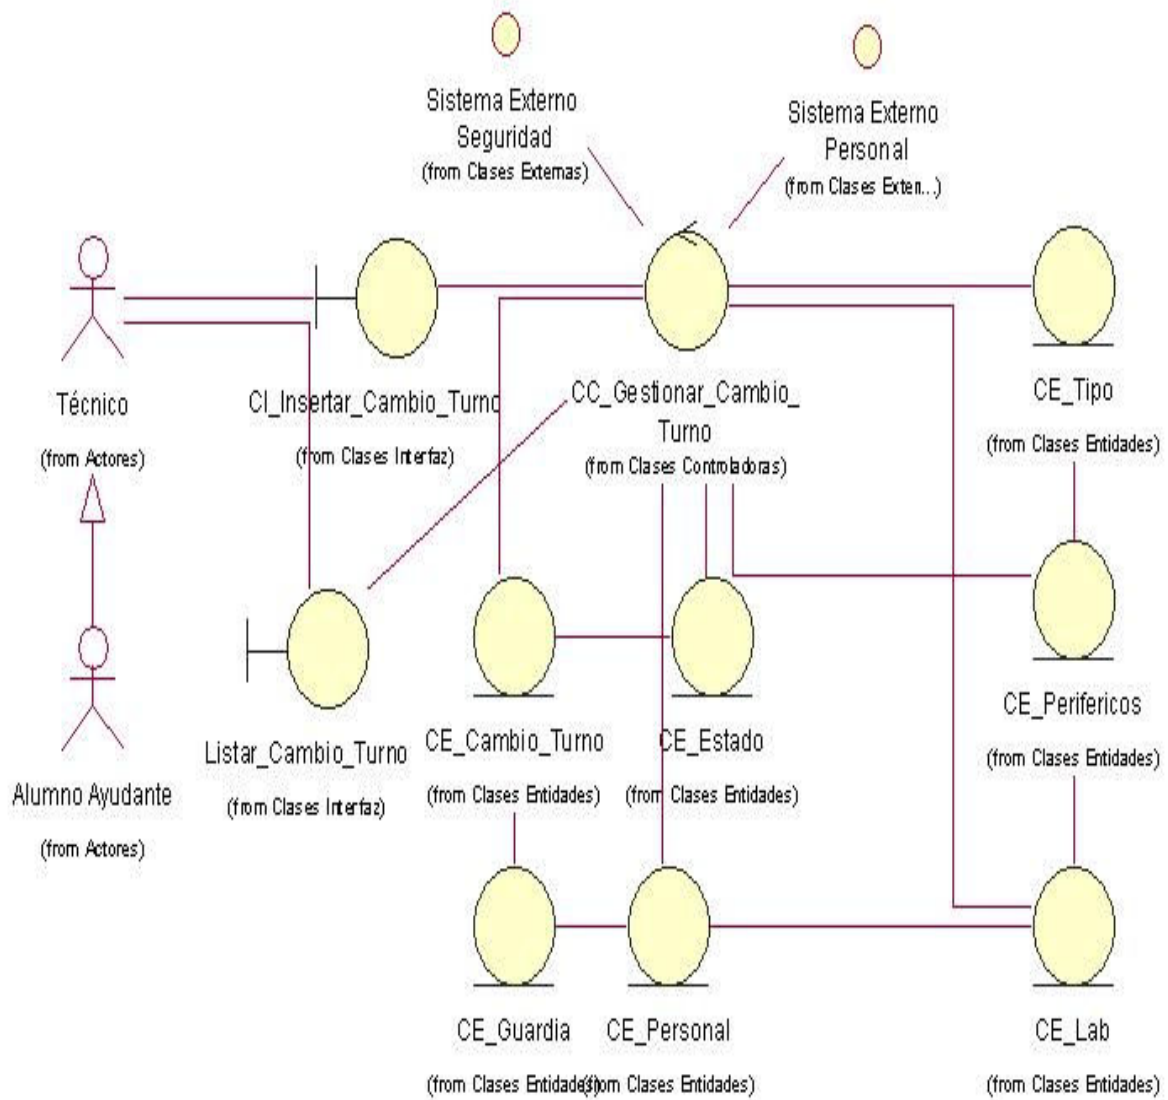 Sistema Externo
Seguridad
(from Clases Externas)
Sistema Externo
Personal
(from Clases Exten...)
Técnico
(from Actores)
CI_Insertar_Cambio_Turno
(from Clases Interfaz)
CC_Gestionar_Cambio_
Turno
(from Clases Controladoras)
CE_Tipo
(from Clases Entidades)
Alumno Ayudante
(from Actores)
Listar_Cambio_Turno
(from Clases Interfaz)
CE_Cambio_Turno
(from Clases Entidades)
CE_Estado
(from Clases Entidades)
CE_Perifericos
(from Clases Entidades)
CE_Guardia
(from Clases Entidades)
CE_Personal
(from Clases Entidades)
CE_Lab
(from Clases Entidades)